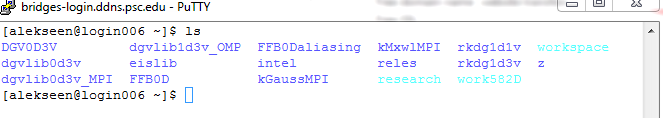 bridges-login.ddns.psc.edu - PuTTY
[alekseen@login006 ~]$ ls
DGV0D3V dgvlib1d3v_OMP FFB0Daliasing kMxwlMPI rkdg1d1v workspace
dgvlib0d3v eislib intel reles rkdg1d3v z
dgvlib0d3v_MPI FFB0D kGaussMPI research work582D
[alekseen@login006 ~]$